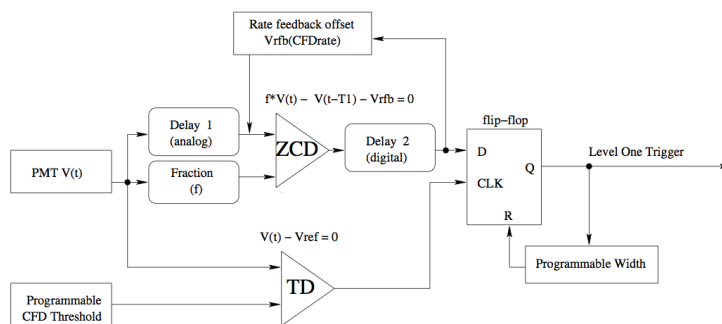 Rate feedback offset
Vrfb(CFDrate)
f*V(t) − V(t−T1) − Vrfb = 0
flip−flop
Delay 1
(analog)
ZCD
Delay 2
(digital)
D
Q
Level One Trigger
PMT V(t)
Fraction
(f)
CLK
R
V(t) − Vref = 0
Programmable Width
TD
Programmable
CFD Threshold